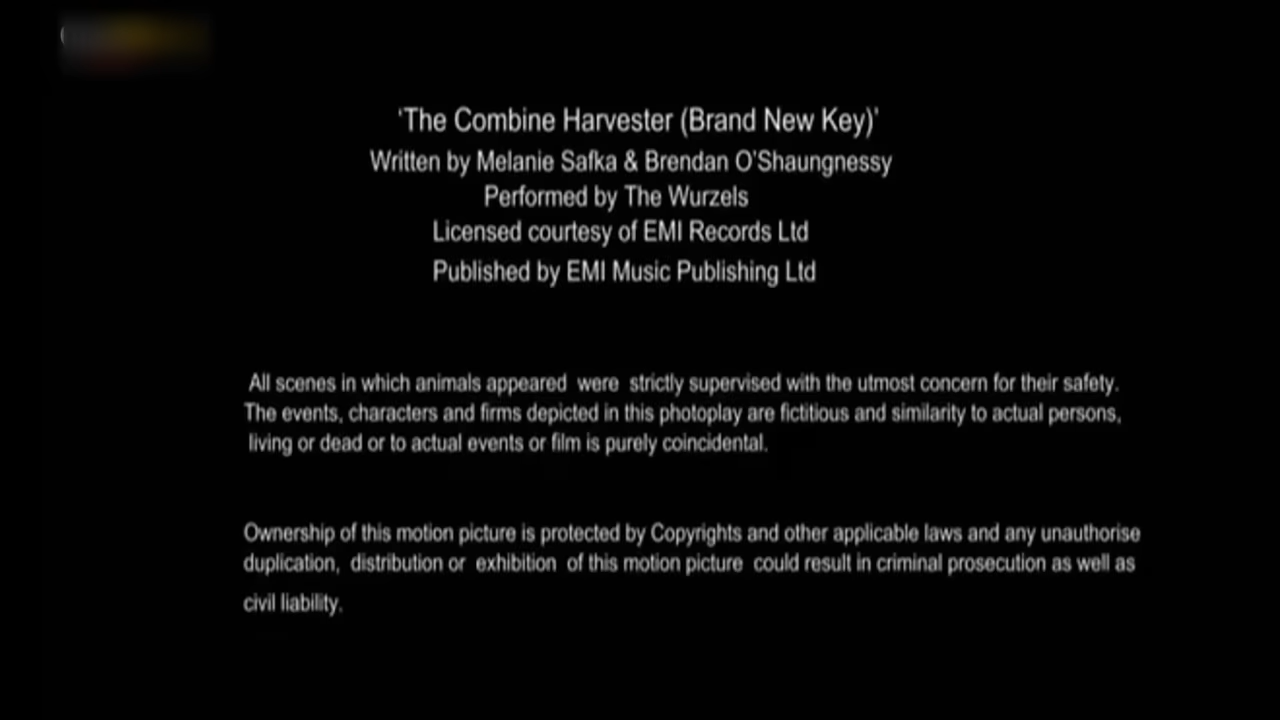 ‘The Combine Harvester (Brand New Key)’
Written by Melanie Safka & Brendan O’Shaungnessy
Performed by The Wurzels
Licensed courtesy of EMI Records Ltd
Published by EMI Music Publishing Ltd
All scenes in which animals appeared were strictly supervised with the utmost concern for their safety.
The events, characters and firms depicted in this photoplay are fictitious and similarity to actual persons,
living or dead or to actual events or film is purely coincidental.
Ownership of this motion picture is protected by Copyrights and other applicable laws and any unauthorise
duplication, distribution or exhibition of this motion picture could result in criminal prosecution as well as
civil liability.